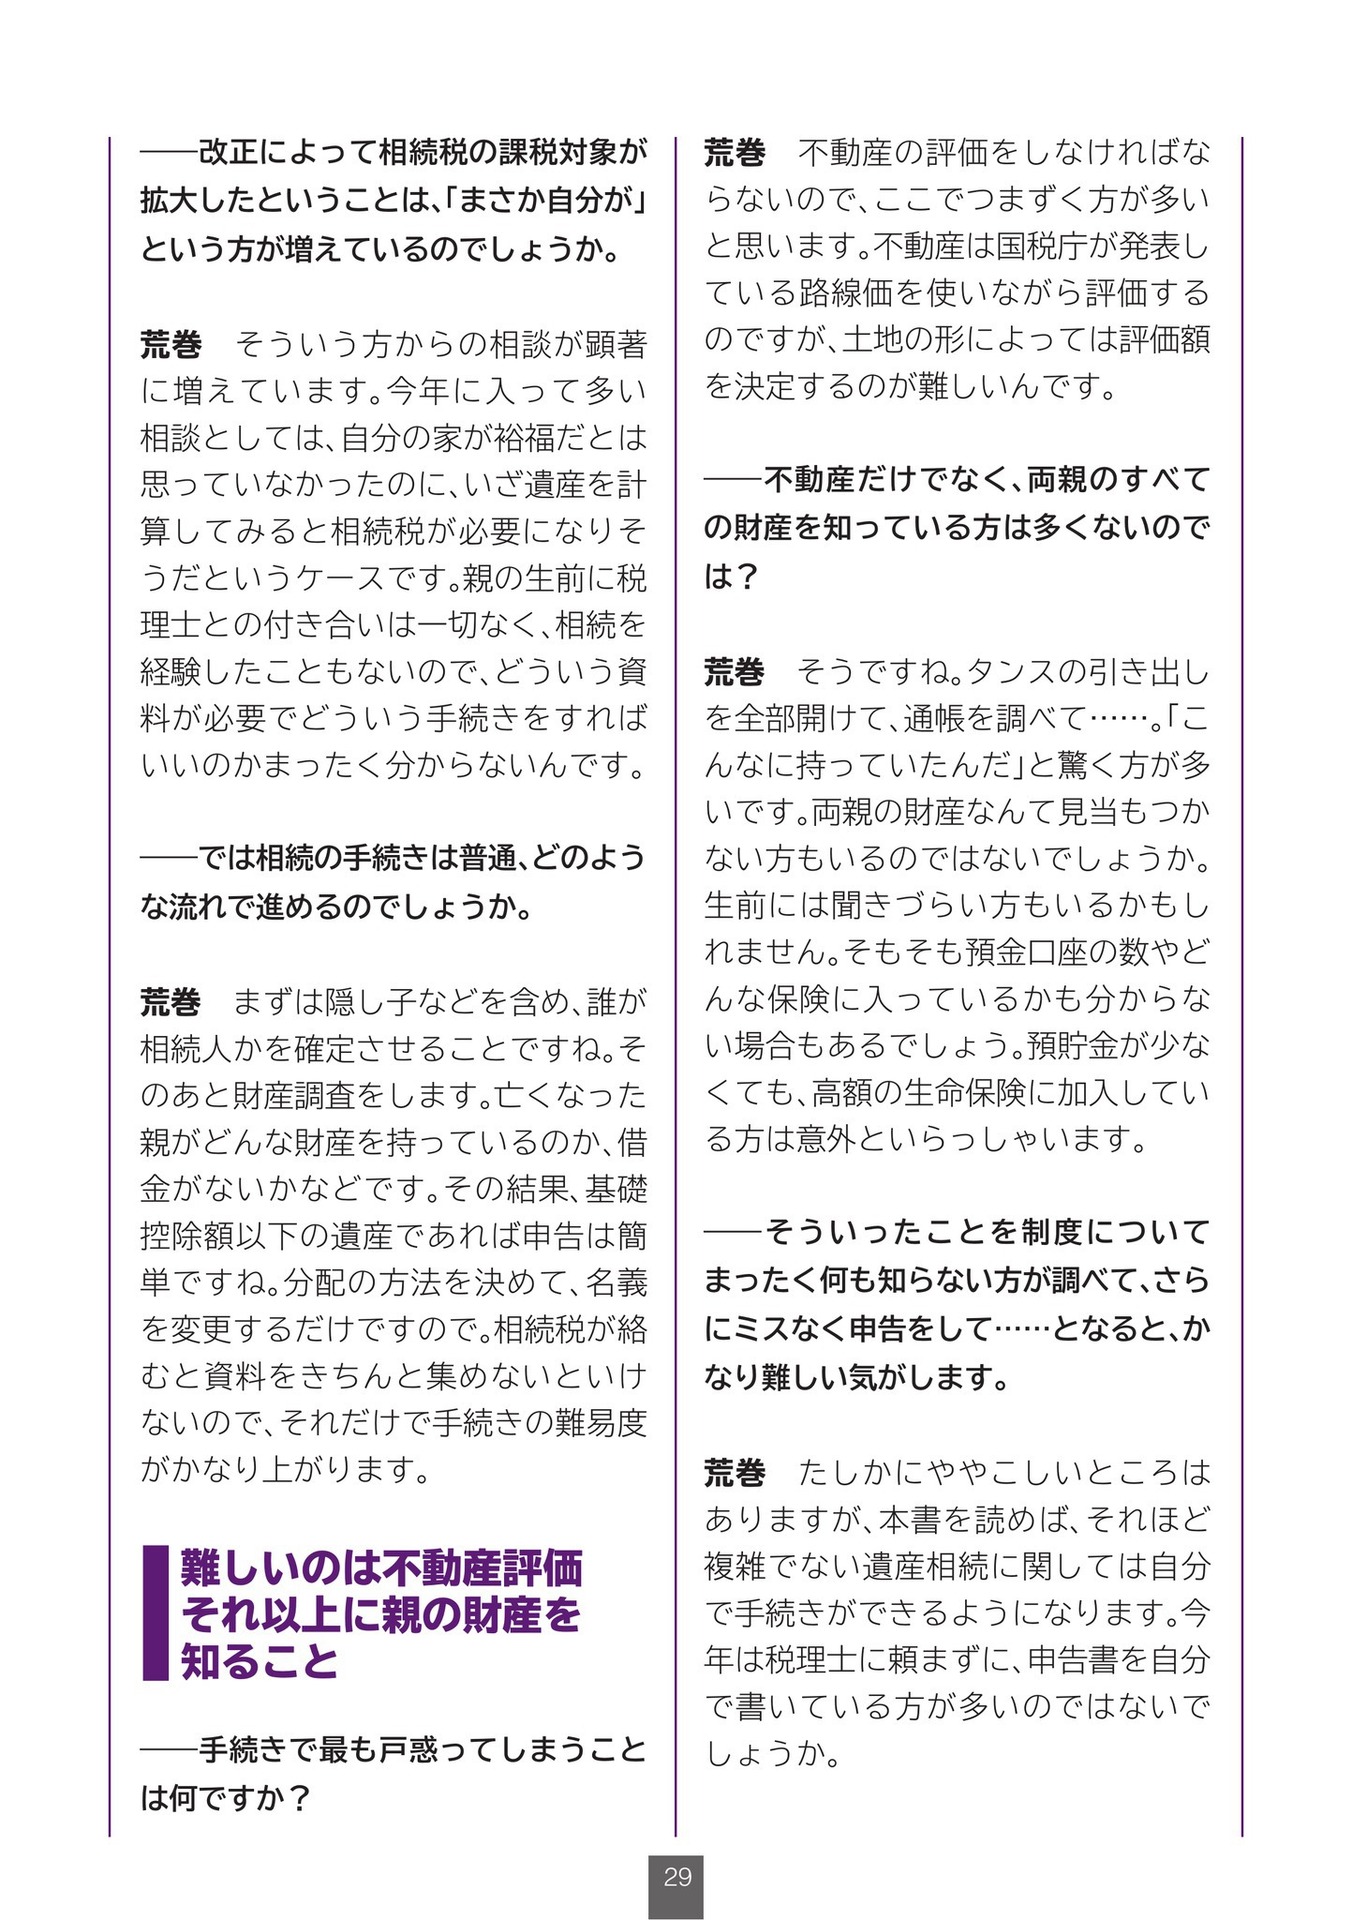 ――改正によって相続税の課税対象が
拡大したということは、「まさか自分が」
という方が増えているのでしょうか。
荒巻　そういう方からの相談が顕著
に増えています。今年に入って多い
相談としては、自分の家が裕福だとは
思っていなかったのに、いざ遺産を計
算してみると相続税が必要になりそ
うだというケースです。親の生前に税
理士との付き合いは一切なく、相続を
経験したこともないので、どういう資
料が必要でどういう手続きをすれば
いいのかまったく分からないんです。
――では相続の手続きは普通、どのよう
な流れで進めるのでしょうか。
荒巻　まずは隠し子などを含め、誰が
相続人かを確定させることですね。そ
のあと財産調査をします。亡くなった
親がどんな財産を持っているのか、借
金がないかなどです。その結果、基礎
控除額以下の遺産であれば申告は簡
単ですね。分配の方法を決めて、名義
を変更するだけですので。相続税が絡
むと資料をきちんと集めないといけ
ないので、それだけで手続きの難易度
がかなり上がります。
難しいのは不動産評価
それ以上に親の財産を
知ること
――手続きで最も戸惑ってしまうこと
は何ですか？
荒巻　不動産の評価をしなければな
らないので、ここでつまずく方が多い
と思います。不動産は国税庁が発表し
ている路線価を使いながら評価する
のですが、土地の形によっては評価額
を決定するのが難しいんです。
――不動産だけでなく、両親のすべて
の財産を知っている方は多くないので
は？
荒巻　そうですね。タンスの引き出し
を全部開けて、通帳を調べて……。「こ
んなに持っていたんだ」と驚く方が多
いです。両親の財産なんて見当もつか
ない方もいるのではないでしょうか。
生前には聞きづらい方もいるかもし
れません。そもそも預金口座の数やど
んな保険に入っているかも分からな
い場合もあるでしょう。預貯金が少な
くても、高額の生命保険に加入してい
る方は意外といらっしゃいます。
――そういったことを制度について
まったく何も知らない方が調べて、さら
にミスなく申告をして……となると、か
なり難しい気がします。
荒巻　たしかにややこしいところは
ありますが、本書を読めば、それほど
複雑でない遺産相続に関しては自分
で手続きができるようになります。今
年は税理士に頼まずに、申告書を自分
で書いている方が多いのではないで
しょうか。
29